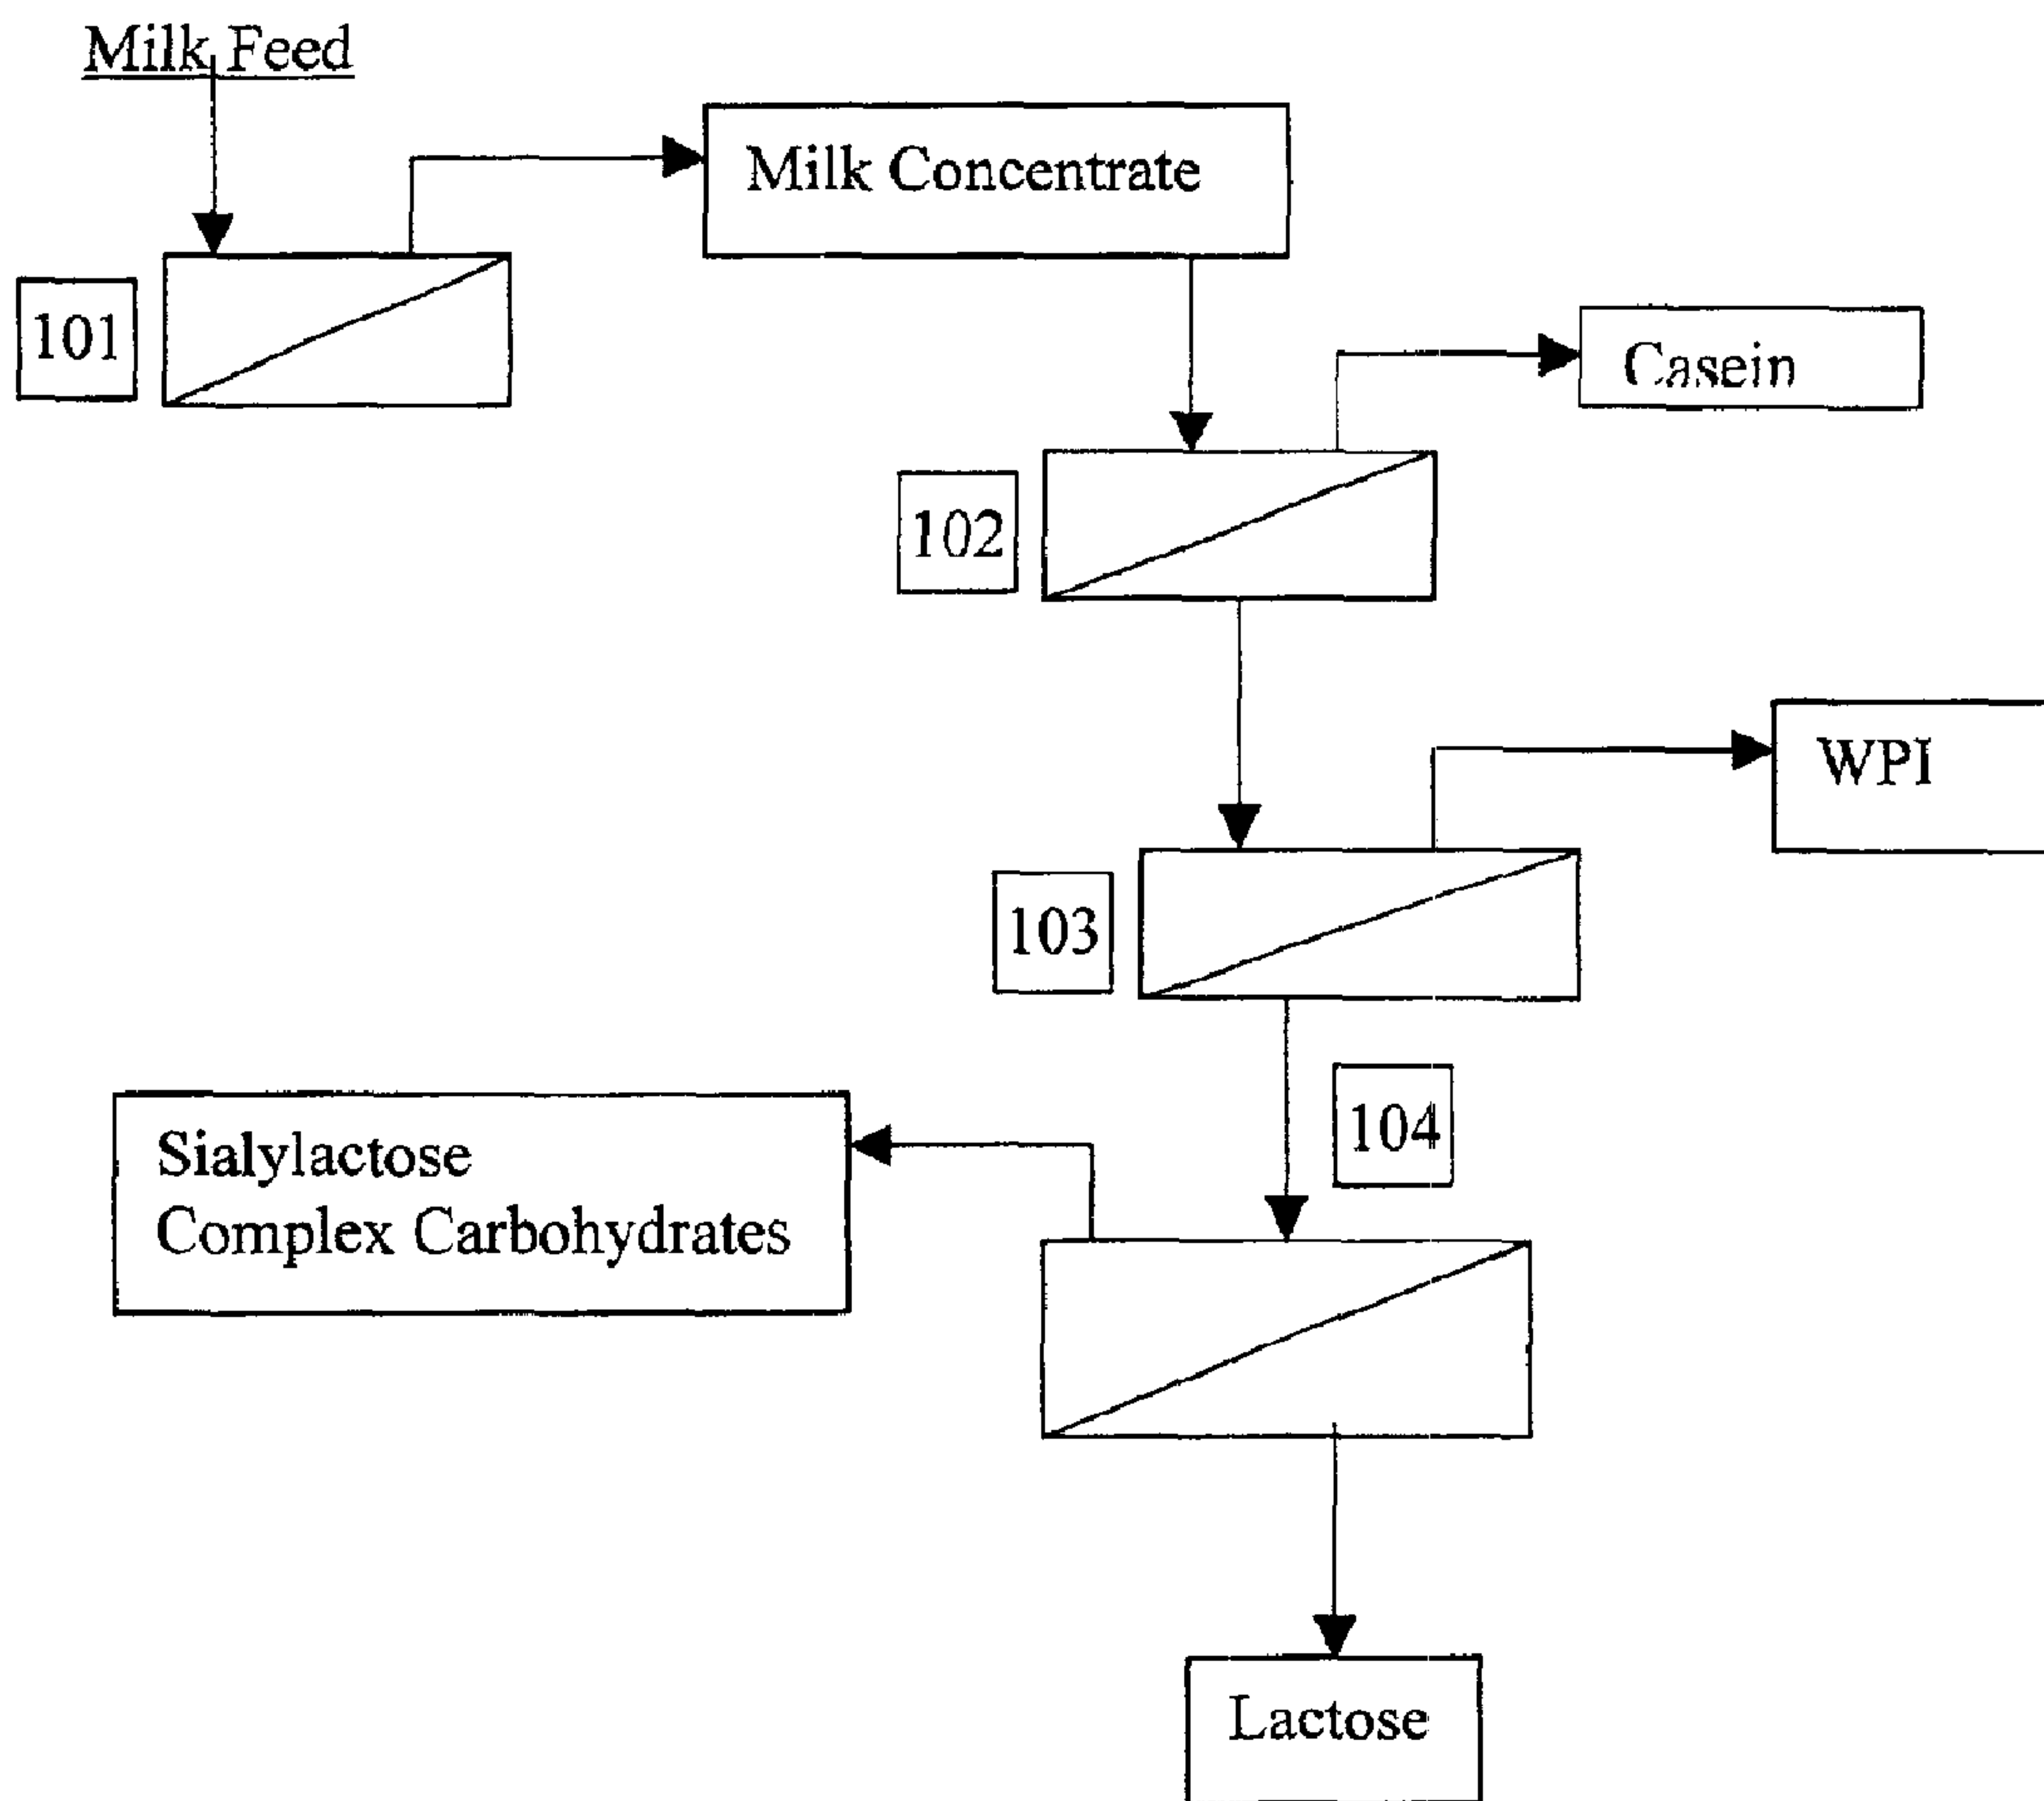 Milk Feed
Milk Concentrate
101
Casein
102
WPI
103
104
Sialylactose
Complex Carbohydrates
Lactose